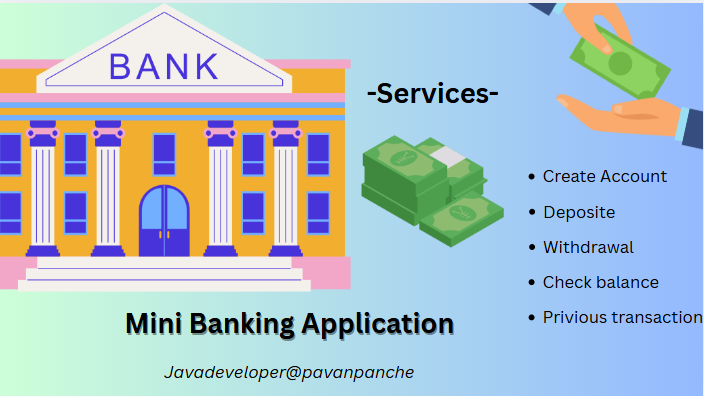 BANK
-Services-
Create Account
Deposite
Withdrawal
Check balance
Privious transaction
Mini Banking Application
Javadeveloper@pavanpanche